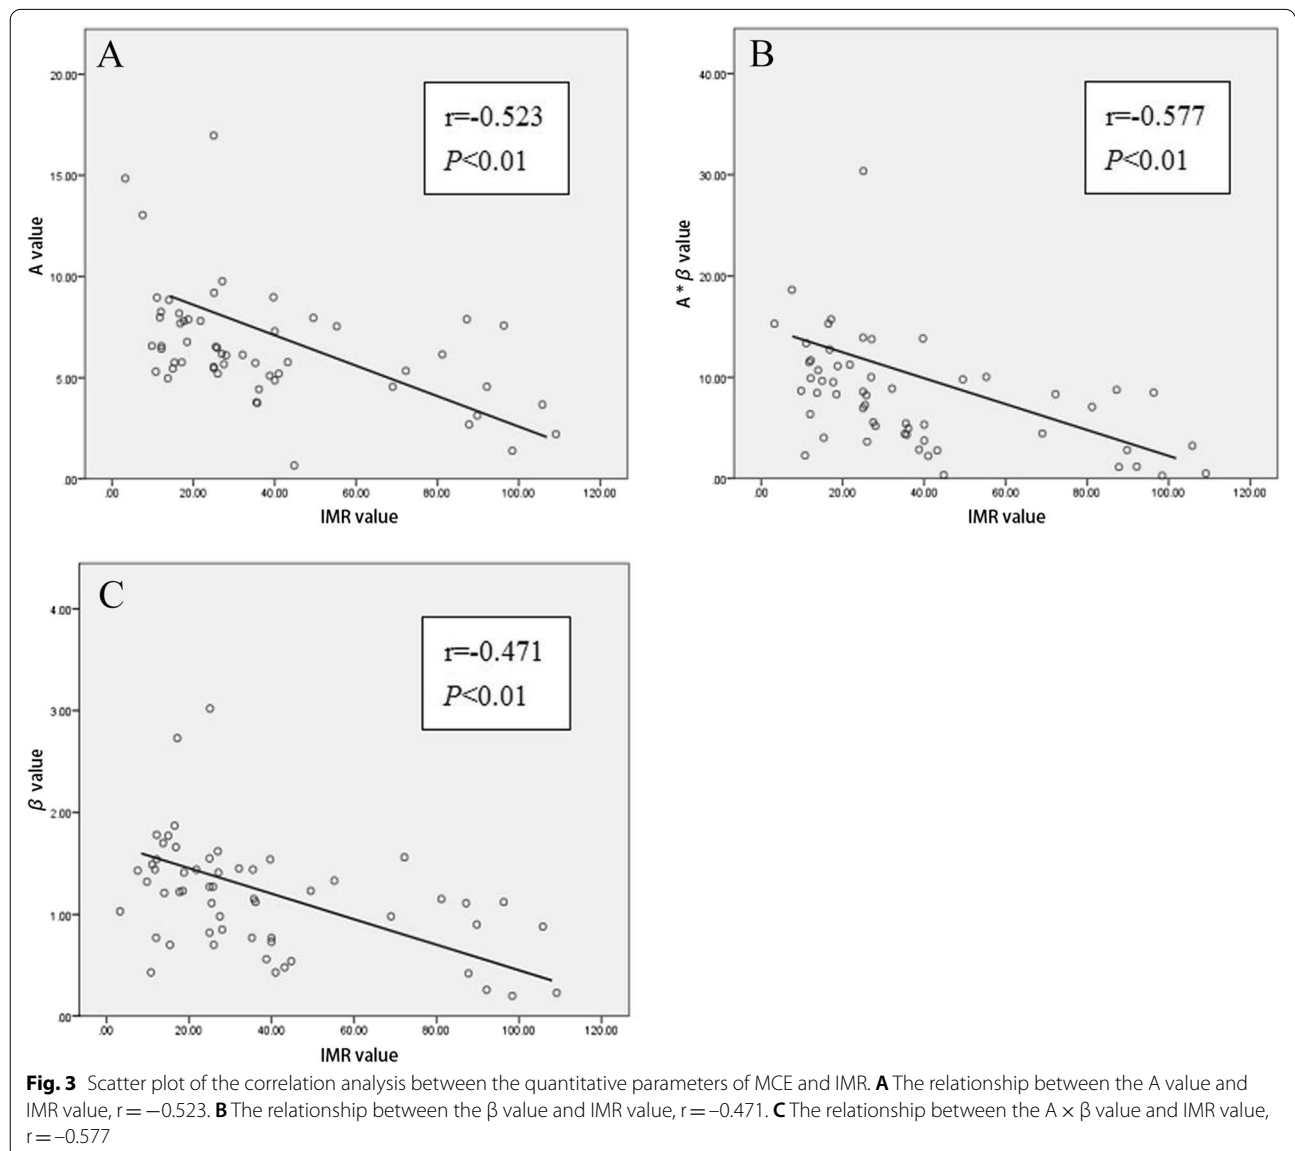 A
20.00
15.00
10.00
5.00
.00
A value
r=-0.523
P<0.01
.00 20.00 40.00 60.00 80.00 100.00 120.00
IMR value
B
40.00
30.00
20.00
10.00
.00
A * β value
r=-0.577
P<0.01
.00 20.00 40.00 60.00 80.00 100.00 120.00
IMR value
C
4.00
3.00
2.00
1.00
.00
β value
r=-0.471
P<0.01
.00 20.00 40.00 60.00 80.00 100.00 120.00
IMR value
Fig. 3 Scatter plot of the correlation analysis between the quantitative parameters of MCE and IMR. A The relationship between the A value and
IMR value, r = −0.523. B The relationship between the β value and IMR value, r = –0.471. C The relationship between the A × β value and IMR value,
r = –0.577